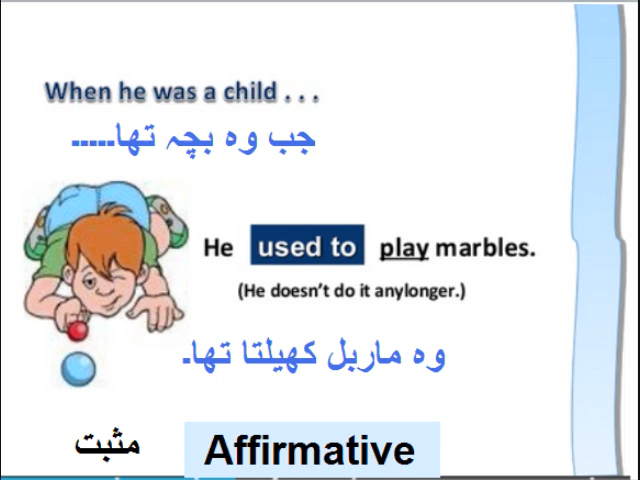 When he was a child . . .
جب وہ بچہ تھا-----
He used to play marbles.
(He doesn't do it anylonger.)
وہ ماربل کھیلتا تھا۔
مثبت Affirmative